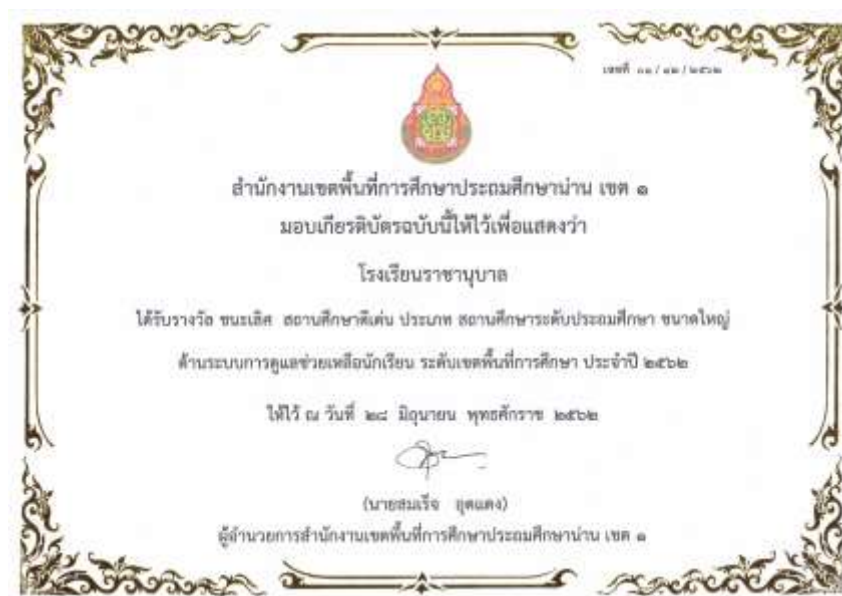 เลขที่ ๐๑ / ๑๒ / ๒๕๖๒
สำนักงานเขตพื้นที่การศึกษาประถมศึกษาน่าน เขต ๑
มอบเกียรติบัตรฉบับนี้ให้ไว้เพื่อแสดงว่า
โรงเรียนราชานุบาล
ได้รับรางวัล ชนะเลิศ สถานศึกษาดีเด่น ประเภท สถานศึกษาระดับประถมศึกษา ขนาดใหญ่
ด้านระบบการดูแลช่วยเหลือนักเรียน ระดับเขตพื้นที่การศึกษา ประจำปี ๒๕๖๒
ให้ไว้ ณ วันที่ ๒๘ มิถุนายน พุทธศักราช ๒๕๖๒
(นายสมเร็จ อุดแดง)
ผู้อำนวยการสำนักงานเขตพื้นที่การศึกษาประถมศึกษาน่าน เขต ๑